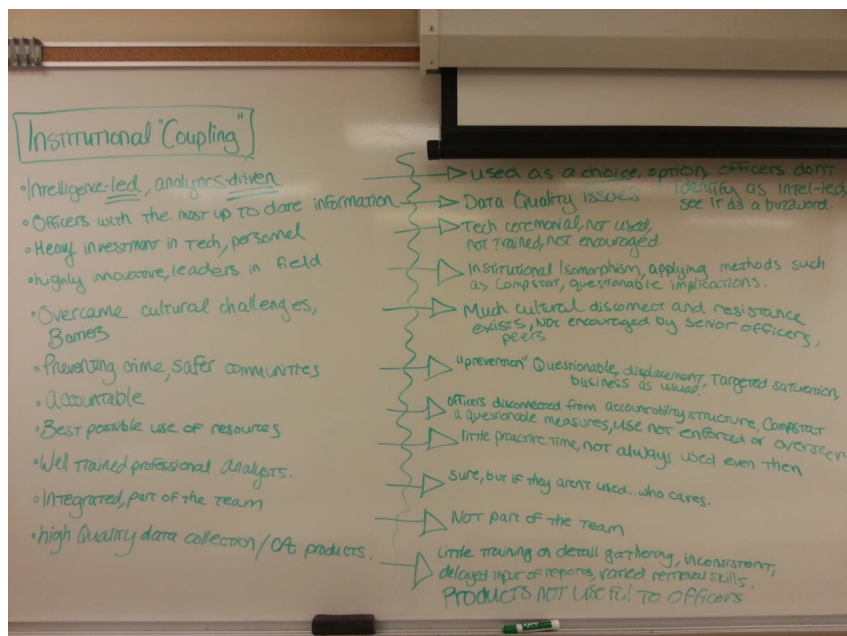 Institutional "Coupling"
• Intelligence-led, analytics-driven
• Officers with the most up to date information
• Heavy investment in Tech, personel
• highly innovative, leaders in field
• Overcame cultural challenges,
Barriers
• Preventing crime, safer communities
• Accountable
• Best possible use of resources
• Well trained professional analysts.
• Integrated, part of the team
• high Quality data collection / CA products.
used as a choice, option officers don't
identify as intel-led,
see it as a buzzword.
Data Quality issues
Tech ceremonial, not used,
not trained, not encouraged
Institutional Isomorphism, applying methods such
as Compstat, questionable implications.
Much cultural disconnect and resistance
exists, Not encouraged by senior officers,
peers
"prevention" Questionable, displacement, Targeted saturation,
business as usual
officers disconnected from accountability structure, Compstat
a questionable measures, use not enforced or overseen
little proactive time, not always used even then
sure, but if they aren't used... who cares.
Not part of the team
Little training on detail gathering, inconsistent,
delayed input of reports, varied retrieval skills.
PRODUCTS NOT USEFUL TO OFFICERS